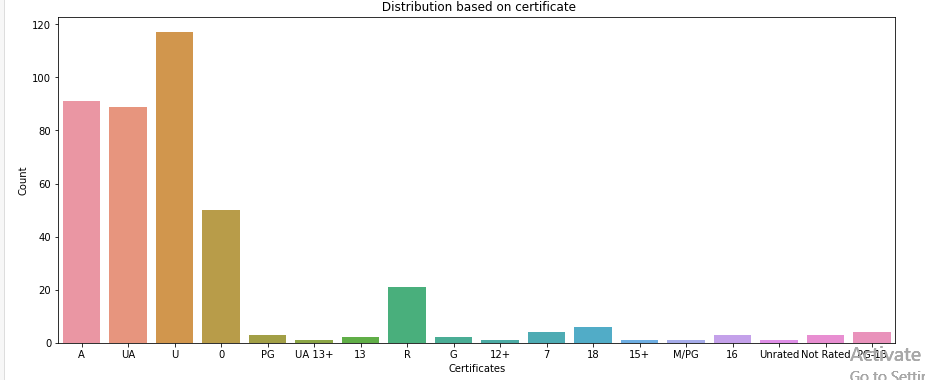 Distribution based on certificate
120
100
80
60
40
20
0
Count
A UA U 0 PG UA 13+ 13 R G 12+ 7 18 15+ M/PG 16 Unrated Not Rated PG-13
Certificates
Activate
Go to Settin